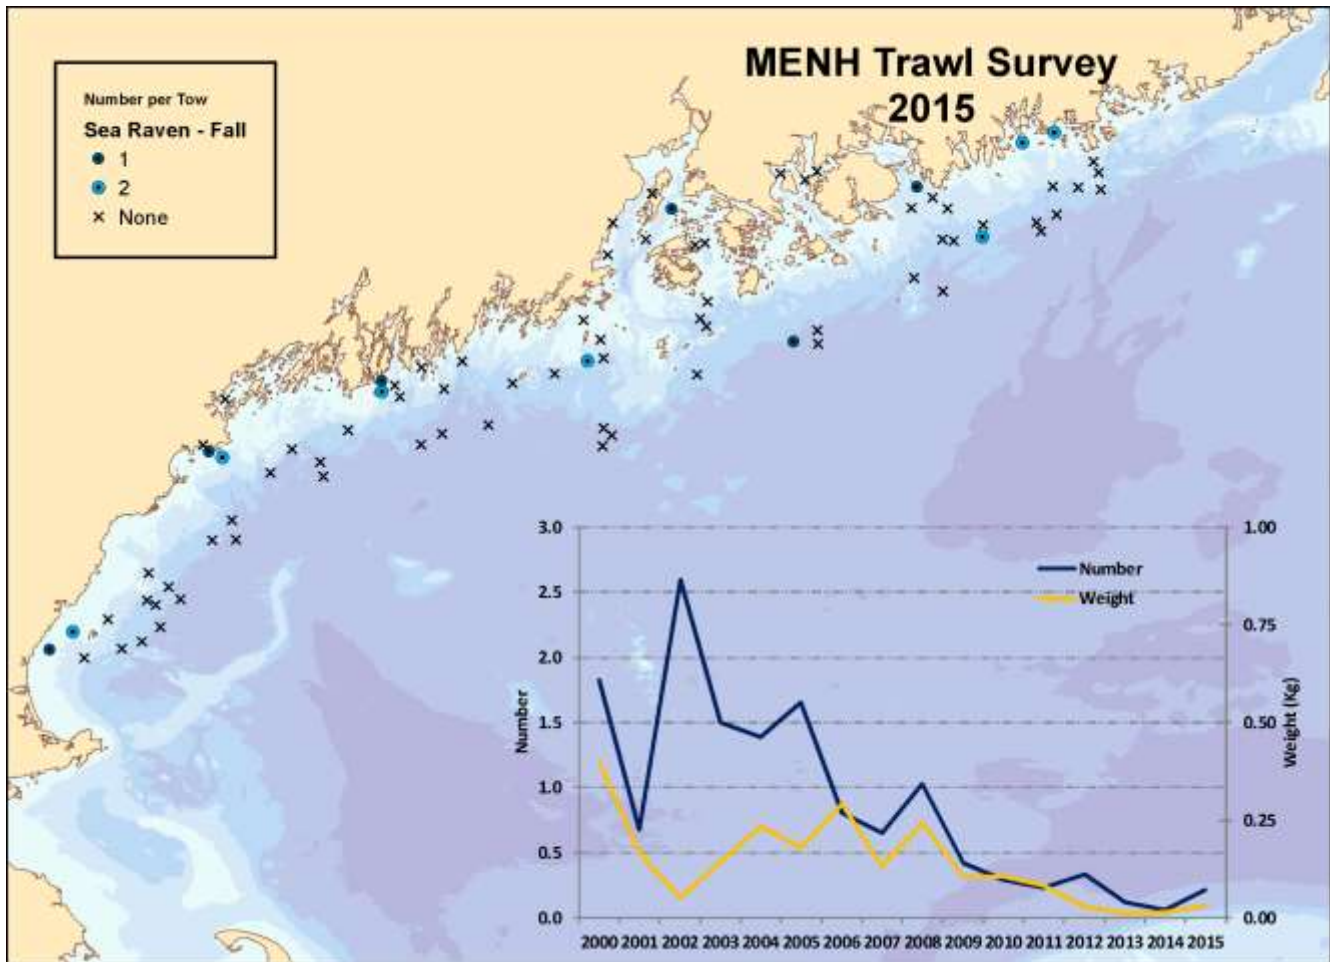 MENH Trawl Survey
2015
Number per Tow
Sea Raven - Fall
1
2
None
3.0
2.5
2.0
1.5
1.0
0.5
0.0
Number
Number
Weight
1.00
0.75
0.50
0.25
0.00
Weight (Kg)
2000 2001 2002 2003 2004 2005 2006 2007 2008 2009 2010 2011 2012 2013 2014 2015